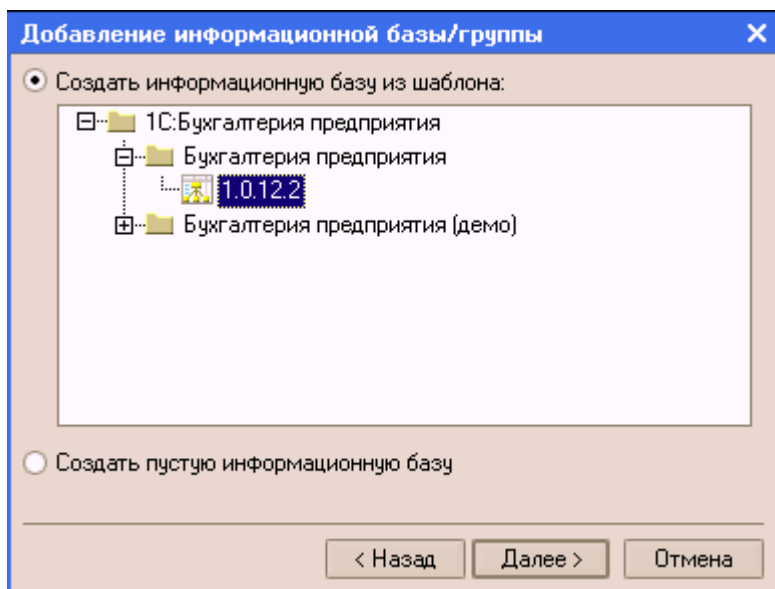 Добавление информационной базы/группы
Создать информационную базу из шаблона:
1С:Бухгалтерия предприятия
Бухгалтерия предприятия
1.0.12.2
Бухгалтерия предприятия (демо)
Создать пустую информационную базу
< Назад Далее > Отмена